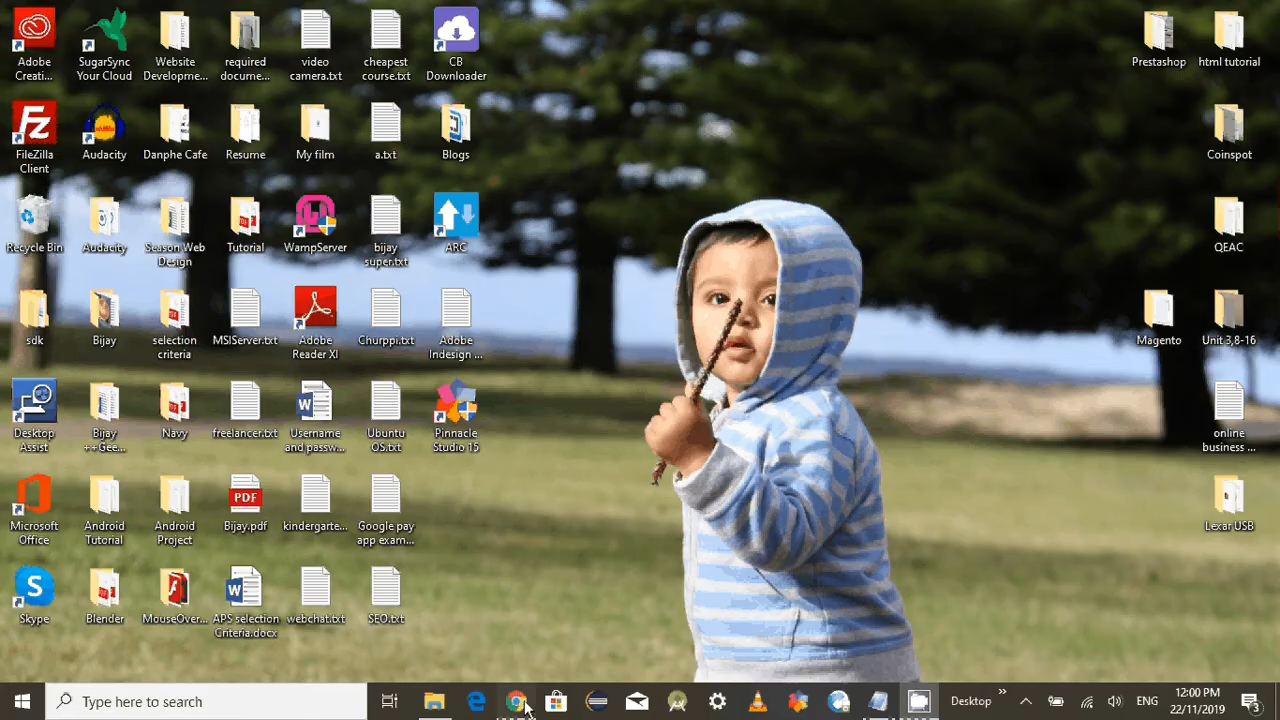 Adobe
Creati...
SugarSync
Your Cloud
Website
Developme...
required
docume...
video
camera.txt
cheapest
course.txt
CB
Downloader
Prestashop
html tutorial
FileZilla
Client
Audacity
Danphe Cafe
Resume
My film
a.txt
Blogs
Coinspot
Recycle Bin
Audacity
Season Web
Design
Tutorial
WampServer
bijay
super.txt
ARC
QEAC
sdk
Bijay
selection
criteria
MSIServer.txt
Adobe
Reader XI
Churppi.txt
Adobe
Indesign ...
Magento
Unit 3,8-16
Desktop
Assist
Bijay
++Gee...
Navy
freelancer.txt
Username
and passw...
Ubuntu
OS.txt
Pinnacle
Studio 15
online
business ...
Microsoft
Office
Android
Tutorial
Android
Project
PDF
Bijay.pdf
kindergarte...
Google pay
app exam...
Lexar USB
Skype
Blender
MouseOver...
APS selection
Criteria.docx
webchat.txt
SEO.txt
Type here to search
Desktop
ENG
12:00 PM
22/11/2019
3